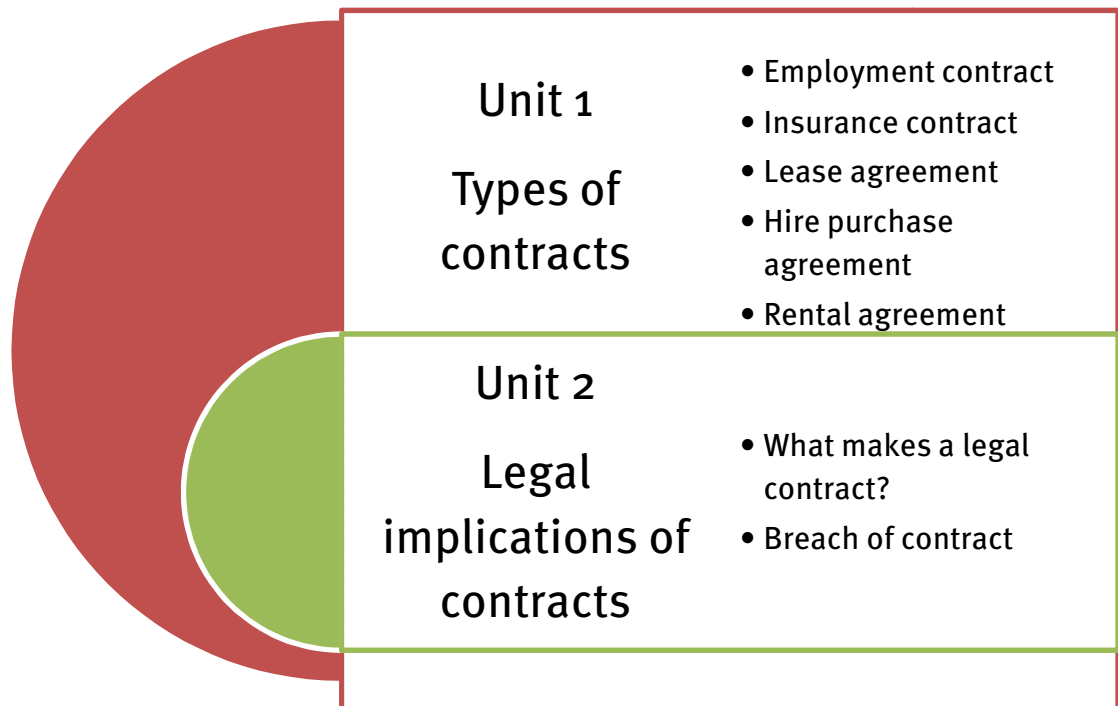 Unit 1
Types of
contracts
• Employment contract
• Insurance contract
• Lease agreement
• Hire purchase
agreement
• Rental agreement
Unit 2
Legal
implications of
contracts
• What makes a legal
contract?
• Breach of contract